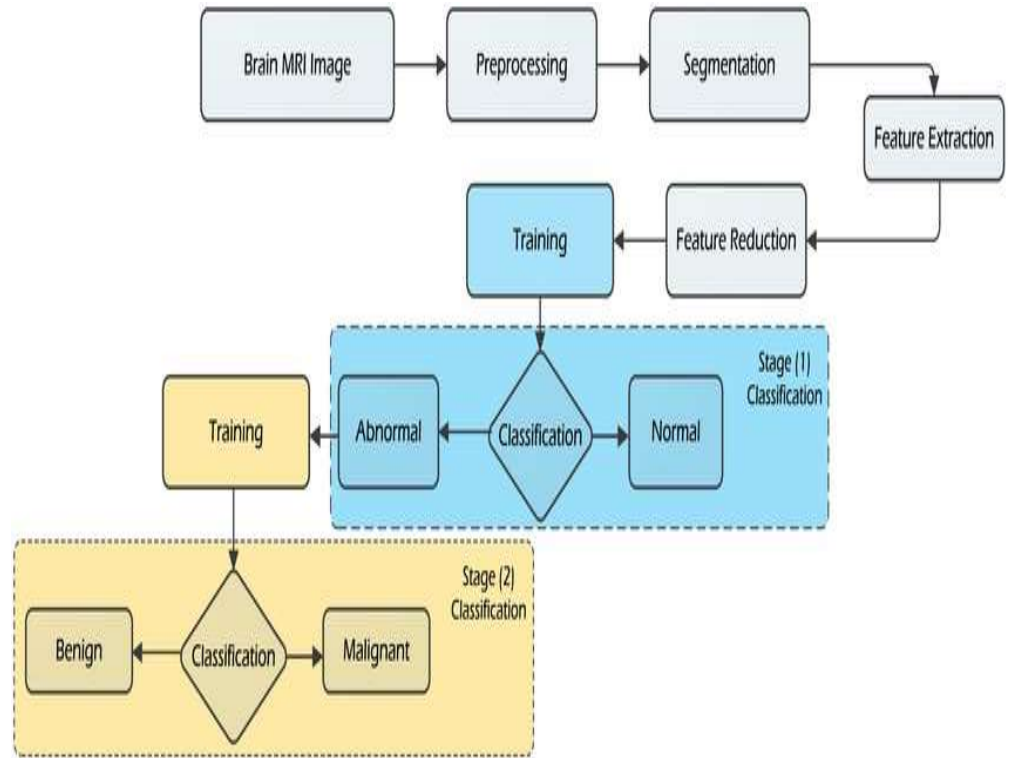 Brain MRI Image
Preprocessing
Segmentation
Feature Extraction
Feature Reduction
Training
Stage (1)
Classification
Classification
Abnormal
Normal
Training
Stage (2)
Classification
Classification
Benign
Malignant